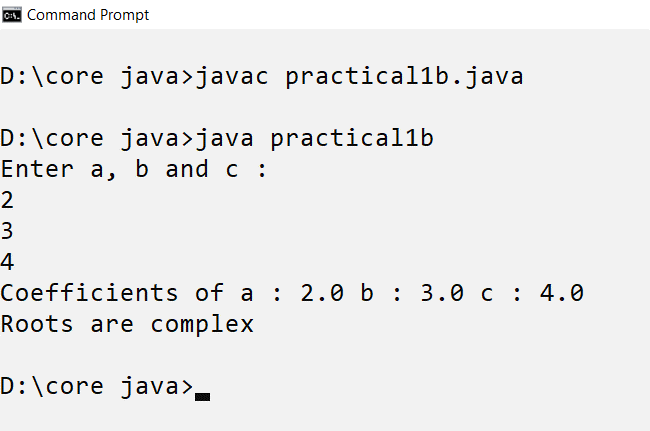 Command Prompt
D:\core java>javac practical1b.java
D:\core java>java practical1b
Enter a, b and c :
2
3
4
Coefficients of a : 2.0 b : 3.0 c : 4.0
Roots are complex
D:\core java>